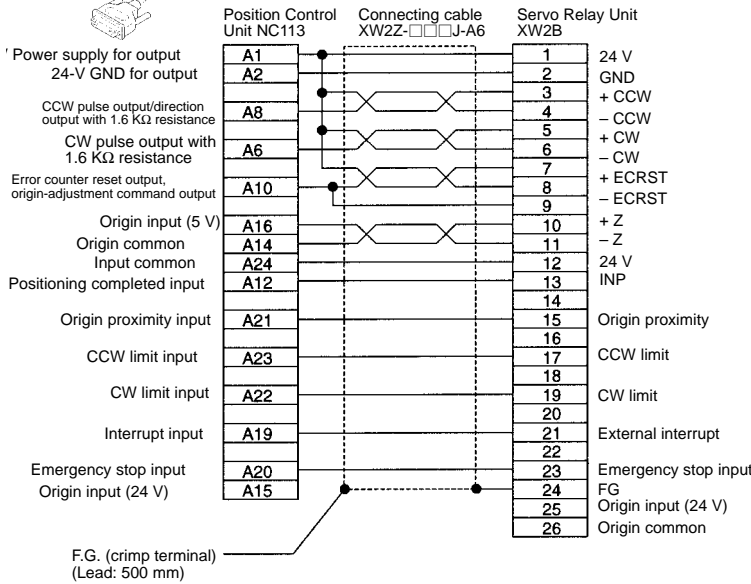 Position Control Unit NC113
Connecting cable XW2Z-□□□J-A6
Servo Relay Unit XW2B
Power supply for output A1 1 24 V
24-V GND for output A2 2 GND
3 + CCW
CCW pulse output/direction output with 1.6 KΩ resistance A8 4 – CCW
5 + CW
CW pulse output with 1.6 KΩ resistance A6 6 – CW
7 + ECRST
Error counter reset output, origin-adjustment command output A10 8 – ECRST
9
Origin input (5 V) A16 10 + Z
Origin common A14 11 – Z
Input common A24 12 24 V
Positioning completed input A12 13 INP
14
Origin proximity input A21 15 Origin proximity
16
CCW limit input A23 17 CCW limit
18
CW limit input A22 19 CW limit
20
Interrupt input A19 21 External interrupt
22
Emergency stop input A20 23 Emergency stop input
Origin input (24 V) A15 24 FG
25 Origin input (24 V)
26 Origin common
F.G. (crimp terminal)
(Lead: 500 mm)